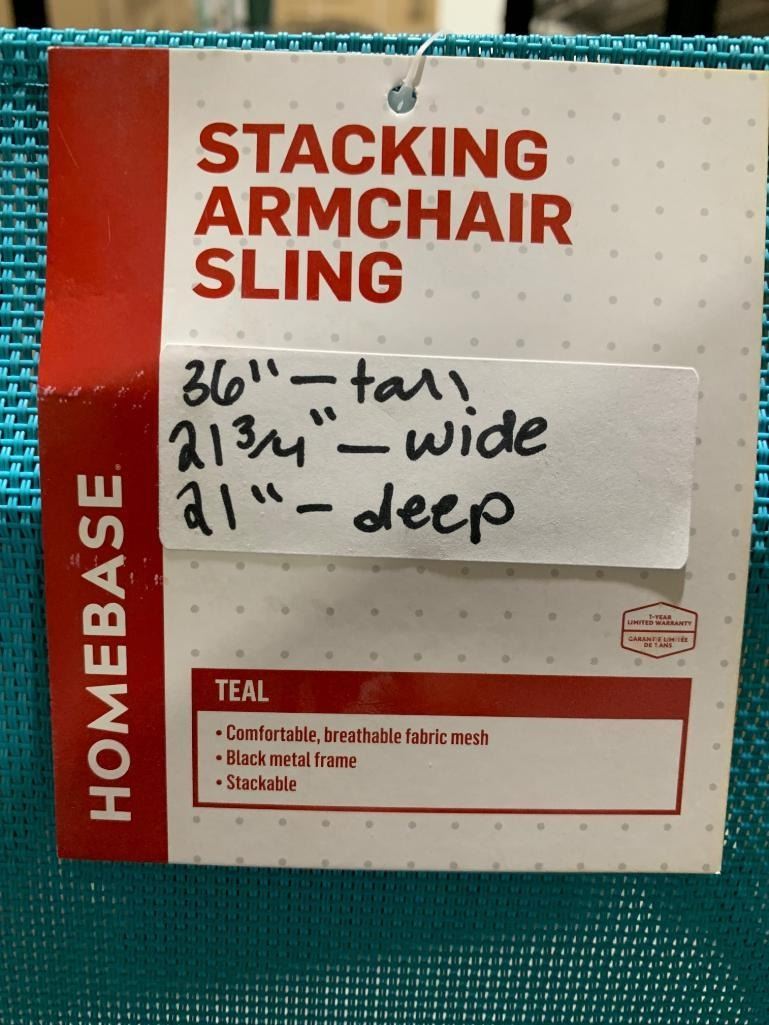 STACKING
ARMCHAIR
SLING
36" – tall
21 3/4" – wide
21" – deep
HOMEBASE
1-YEAR
LIMITED WARRANTY
GARANTIE LIMITÉE
DE 1 ANS
TEAL
• Comfortable, breathable fabric mesh
• Black metal frame
• Stackable